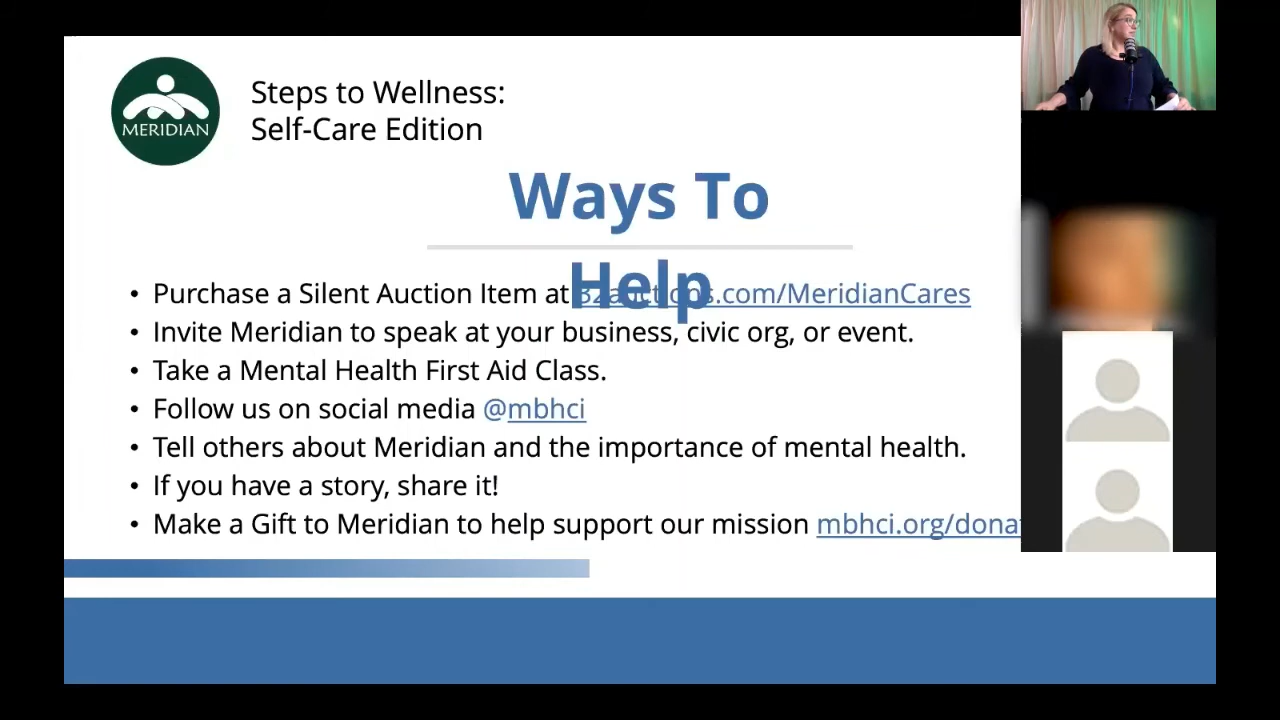 MERIDIAN
Steps to Wellness:
Self-Care Edition
Ways To
Help
• Purchase a Silent Auction Item at 32auctions.com/MeridianCares
• Invite Meridian to speak at your business, civic org, or event.
• Take a Mental Health First Aid Class.
• Follow us on social media @mbhci
• Tell others about Meridian and the importance of mental health.
• If you have a story, share it!
• Make a Gift to Meridian to help support our mission mbhci.org/dona